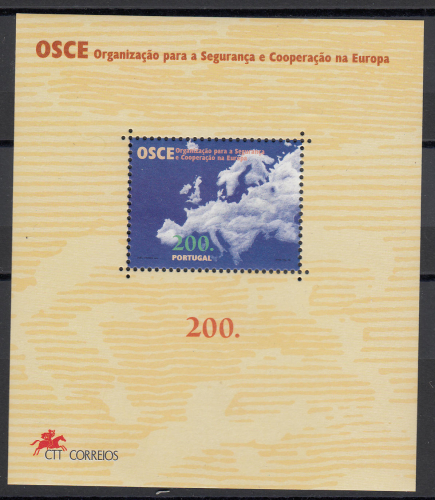 OSCE Organização para a Segurança e Cooperação na Europa
OSCE Organização para a Segurança
e Cooperação na Europa
200.
PORTUGAL
200.
CTT CORREIOS